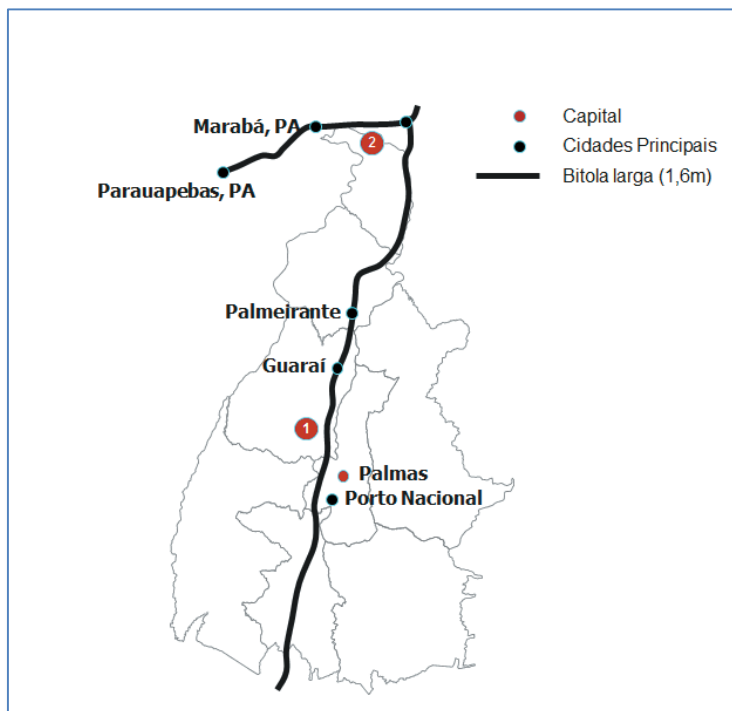 Capital
Marabá, PA
Cidades Principais
2
Bitola larga (1,6m)
Parauapebas, PA
Palmeirante
Guaraí
1
Palmas
Porto Nacional